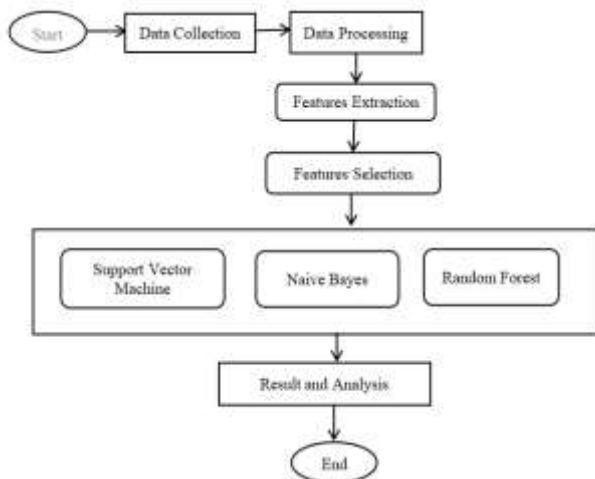 Start
Data Collection
Data Processing
Features Extraction
Features Selection
Support Vector
Machine
Naive Bayes
Random Forest
Result and Analysis
End